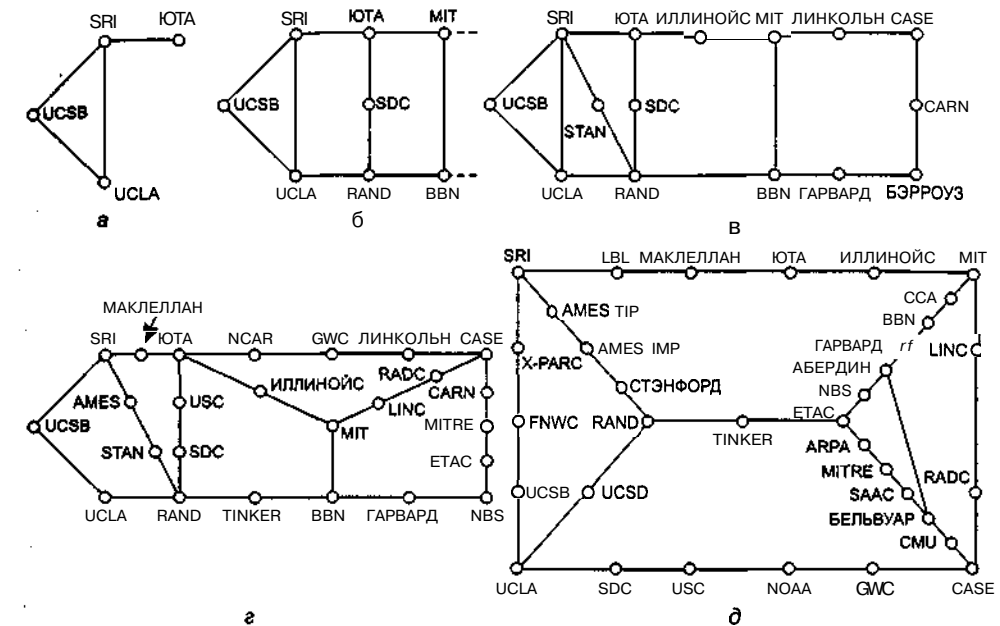 SRI ЮТА
UCSB
UCLA
а
SRI ЮТА MIT
UCSB SDC
UCLA RAND BBN
б
SRI ЮТА ИЛЛИНОЙС MIT ЛИНКОЛЬН CASE
UCSB STAN SDC CARN
UCLA RAND BBN ГАРВАРД БЭРРОУЗ
в
МАКЛЕЛЛАН
SRI ЮТА NCAR GWC ЛИНКОЛЬН CASE
ИЛЛИНОЙС RADC
AMES USC LINC CARN
UCSB MIT MITRE
STAN SDC ETAC
UCLA RAND TINKER BBN ГАРВАРД NBS
г
SRI LBL МАКЛЕЛЛАН ЮТА ИЛЛИНОЙС MIT
AMES TIP CCA
BBN
X-PARC AMES IMP ГАРВАРД rf LINC
АБЕРДИН
СТЭНФОРД NBS
FNWC RAND TINKER ETAC
ARPA
MITRE
UCSB UCSD SAAC RADC
БЕЛЬВУАР
CMU
UCLA SDC USC NOAA GWC CASE
д